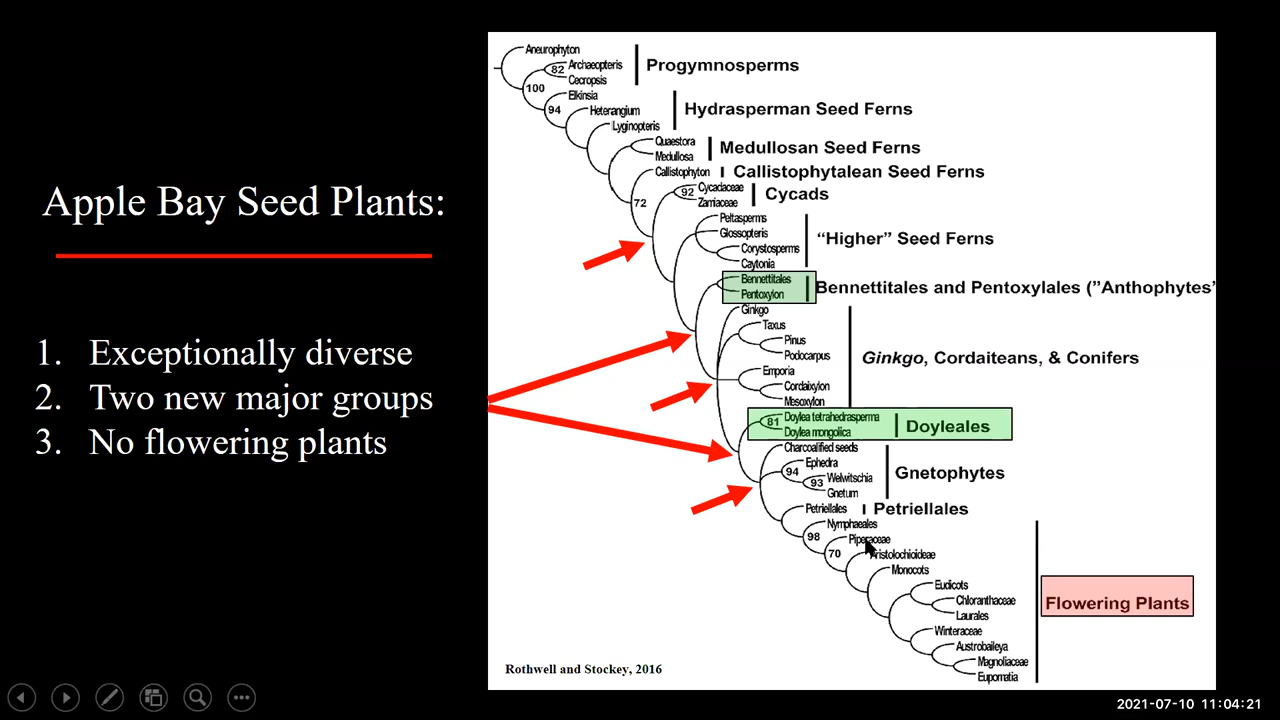 Apple Bay Seed Plants:
1. Exceptionally diverse
2. Two new major groups
3. No flowering plants
Aneurophyton
82
Archaeopteris
Cecropsis
Progymnosperms
100
Elkinsia
94
Heterangium
Lyginopteris
Hydrasperman Seed Ferns
Quaestora
Medullosa
Medullosan Seed Ferns
Callistophyton
Callistophytalean Seed Ferns
72
92
Cycadaceae
Zamiaceae
Cycads
Peltasperms
Glossopteris
Corystosperms
Caytonia
“Higher” Seed Ferns
Bennettitales
Pentoxylon
Bennettitales and Pentoxylales (”Anthophytes’
Ginkgo
Taxus
Pinus
Podocarpus
Emporia
Cordaixylon
Mesoxylon
Ginkgo, Cordaiteans, & Conifers
81
Doylea tetrahedrasperma
Doylea mongolica
Doyleales
Charcoalified seeds
94
Ephedra
93
Welwitschia
Gnetum
Gnetophytes
Petriellales
Petriellales
Nymphaeales
98
Piperaceae
70
Aristolochioideae
Monocots
Eudicots
Chloranthaceae
Laurales
Winteraceae
Austrobaileya
Magnoliaceae
Eupomatia
Flowering Plants
Rothwell and Stockey, 2016
2021-07-10 11:04:21